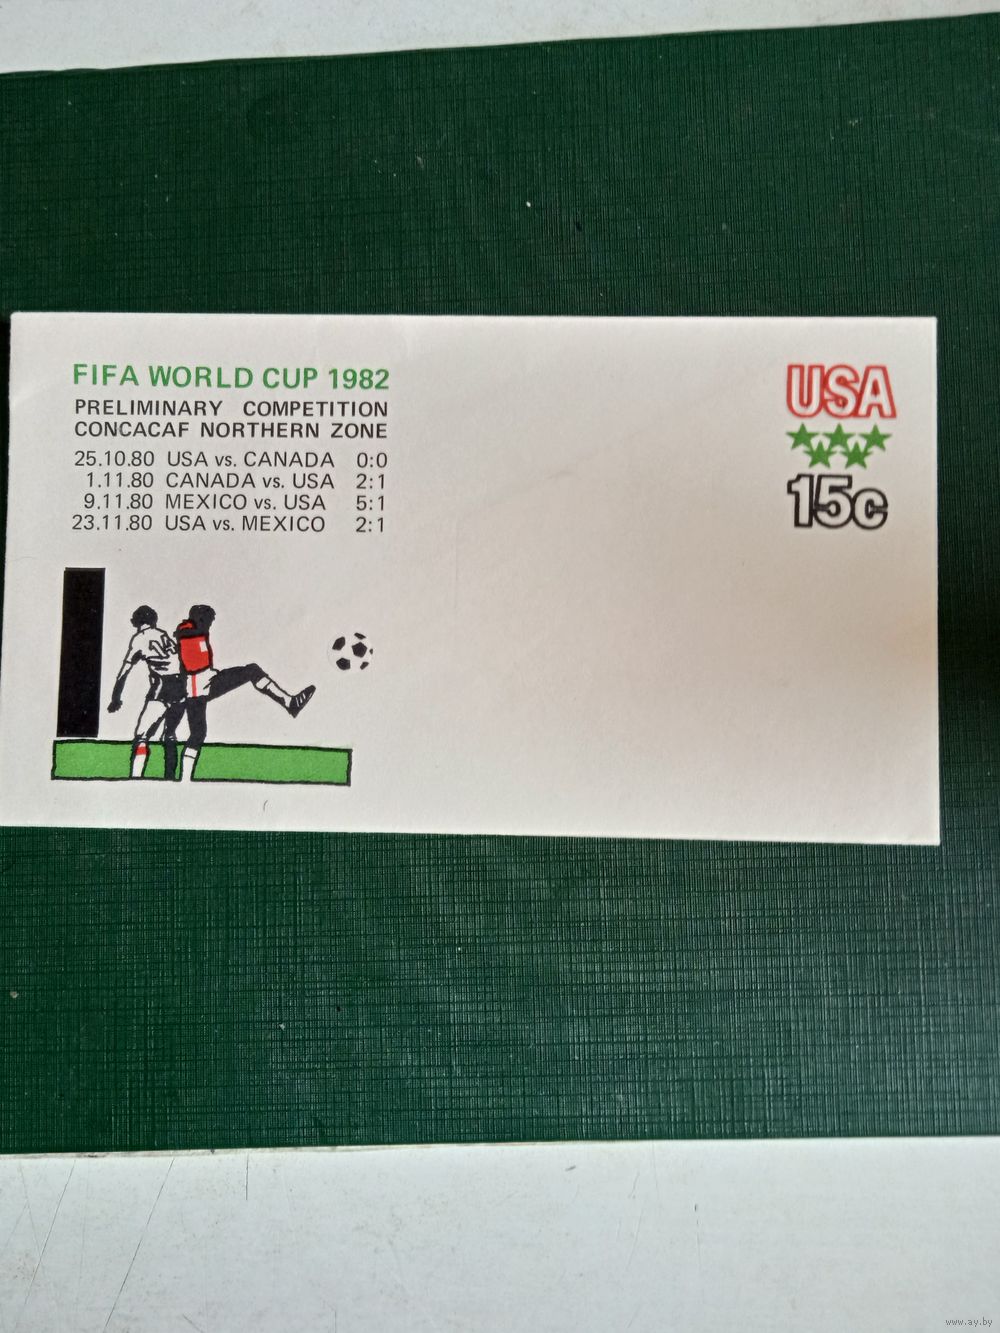 FIFA WORLD CUP 1982
PRELIMINARY COMPETITION
CONCACAF NORTHERN ZONE
25.10.80 USA vs. CANADA 0:0
1.11.80 CANADA vs. USA 2:1
9.11.80 MEXICO vs. USA 5:1
23.11.80 USA vs. MEXICO 2:1
USA
15c
14
www.ay.by